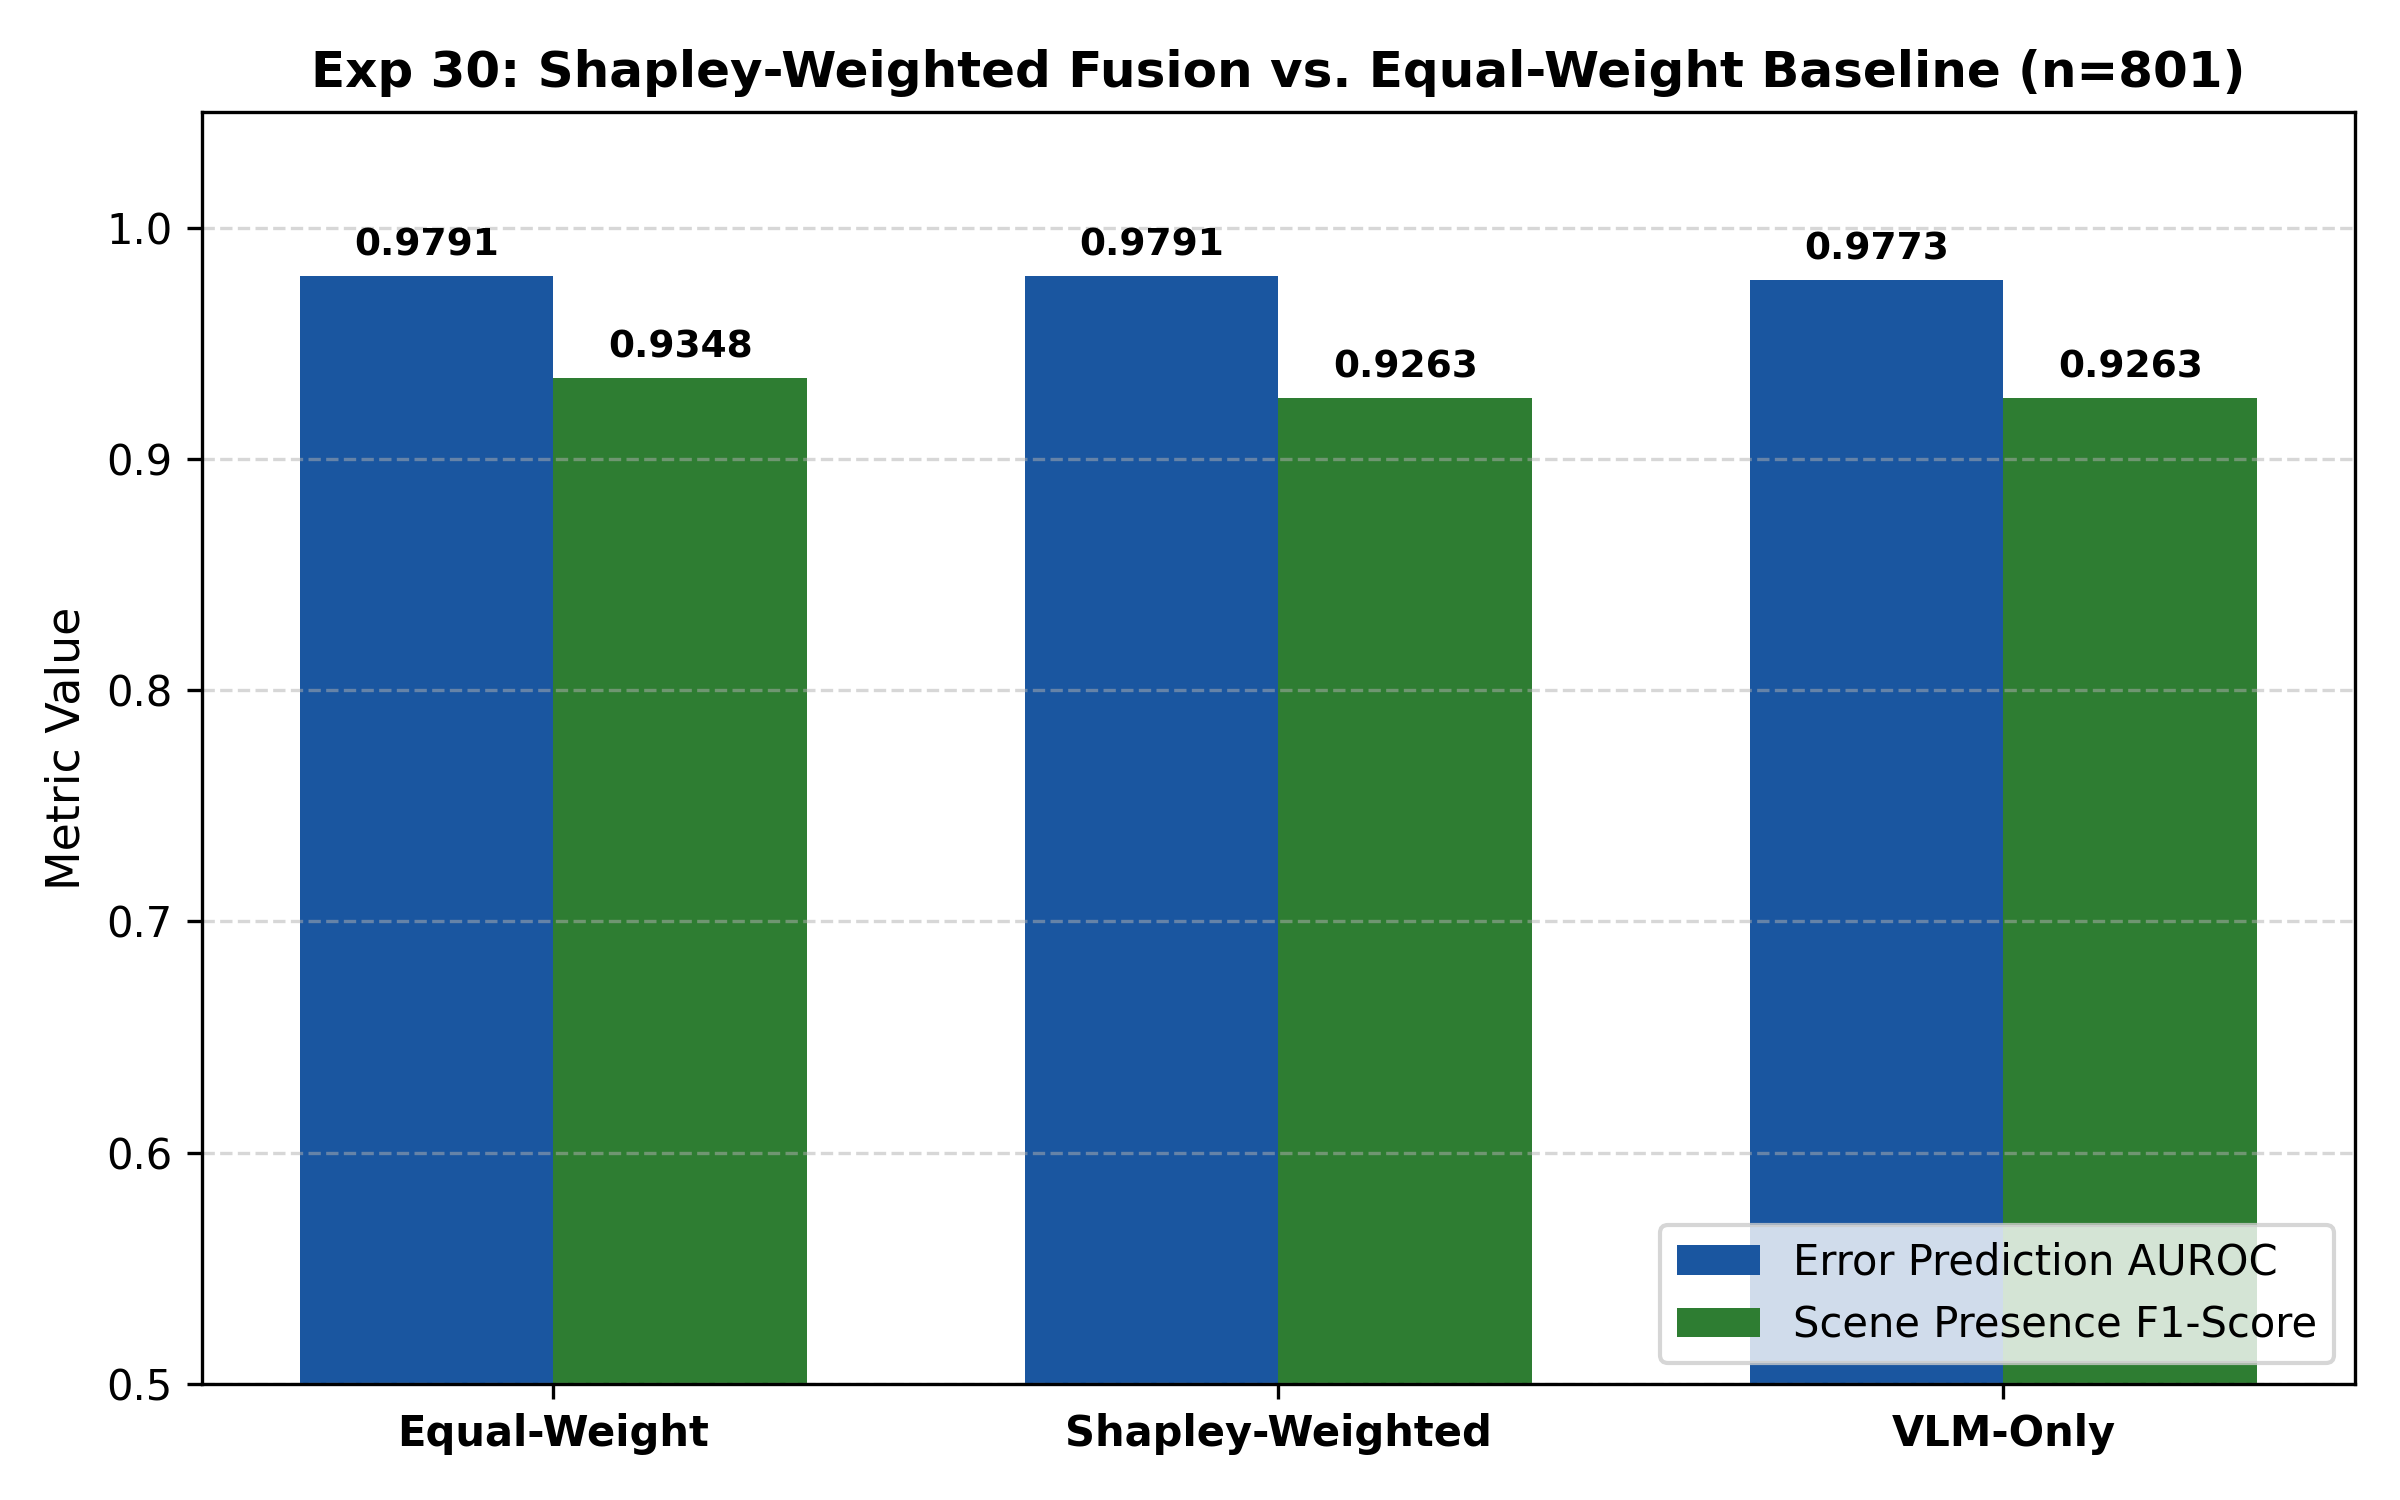 Exp 30: Shapley-Weighted Fusion vs. Equal-Weight Baseline (n=801)
Metric Value
1.0
0.9
0.8
0.7
0.6
0.5
0.9791
0.9348
0.9791
0.9263
0.9773
0.9263
Error Prediction AUROC
Scene Presence F1-Score
Equal-Weight
Shapley-Weighted
VLM-Only